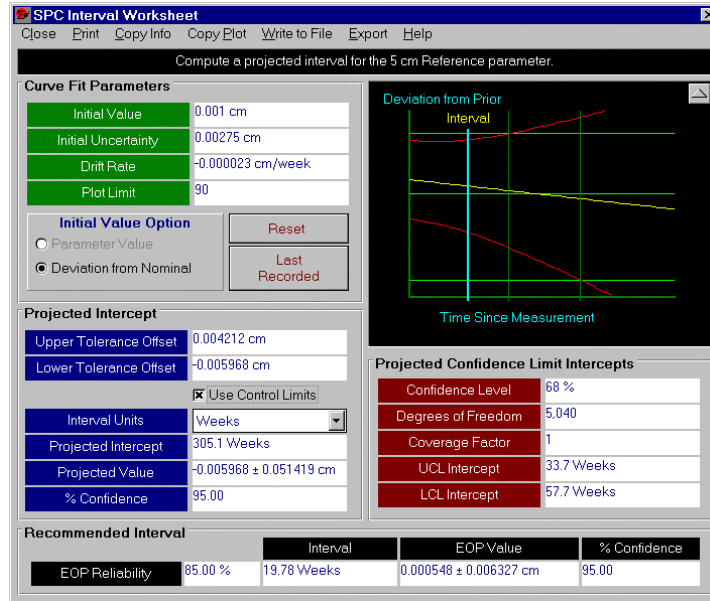 SPC Interval Worksheet
Close Print Copy Info Copy Plot Write to File Export Help
Compute a projected interval for the 5 cm Reference parameter.
Curve Fit Parameters
Initial Value 0.001 cm
Initial Uncertainty 0.00275 cm
Drift Rate -0.000023 cm/week
Plot Limit 90
Initial Value Option
Parameter Value
Deviation from Nominal
Reset
Last
Recorded
Deviation from Prior
Interval
Time Since Measurement
Projected Intercept
Upper Tolerance Offset 0.004212 cm
Lower Tolerance Offset -0.005968 cm
Use Control Limits
Interval Units Weeks
Projected Intercept 305.1 Weeks
Projected Value -0.005968 ± 0.051419 cm
% Confidence 95.00
Projected Confidence Limit Intercepts
Confidence Level 68 %
Degrees of Freedom 5,040
Coverage Factor 1
UCL Intercept 33.7 Weeks
LCL Intercept 57.7 Weeks
Recommended Interval
Interval EOP Value % Confidence
EOP Reliability 85.00 % 19.78 Weeks 0.000548 ± 0.006327 cm 95.00